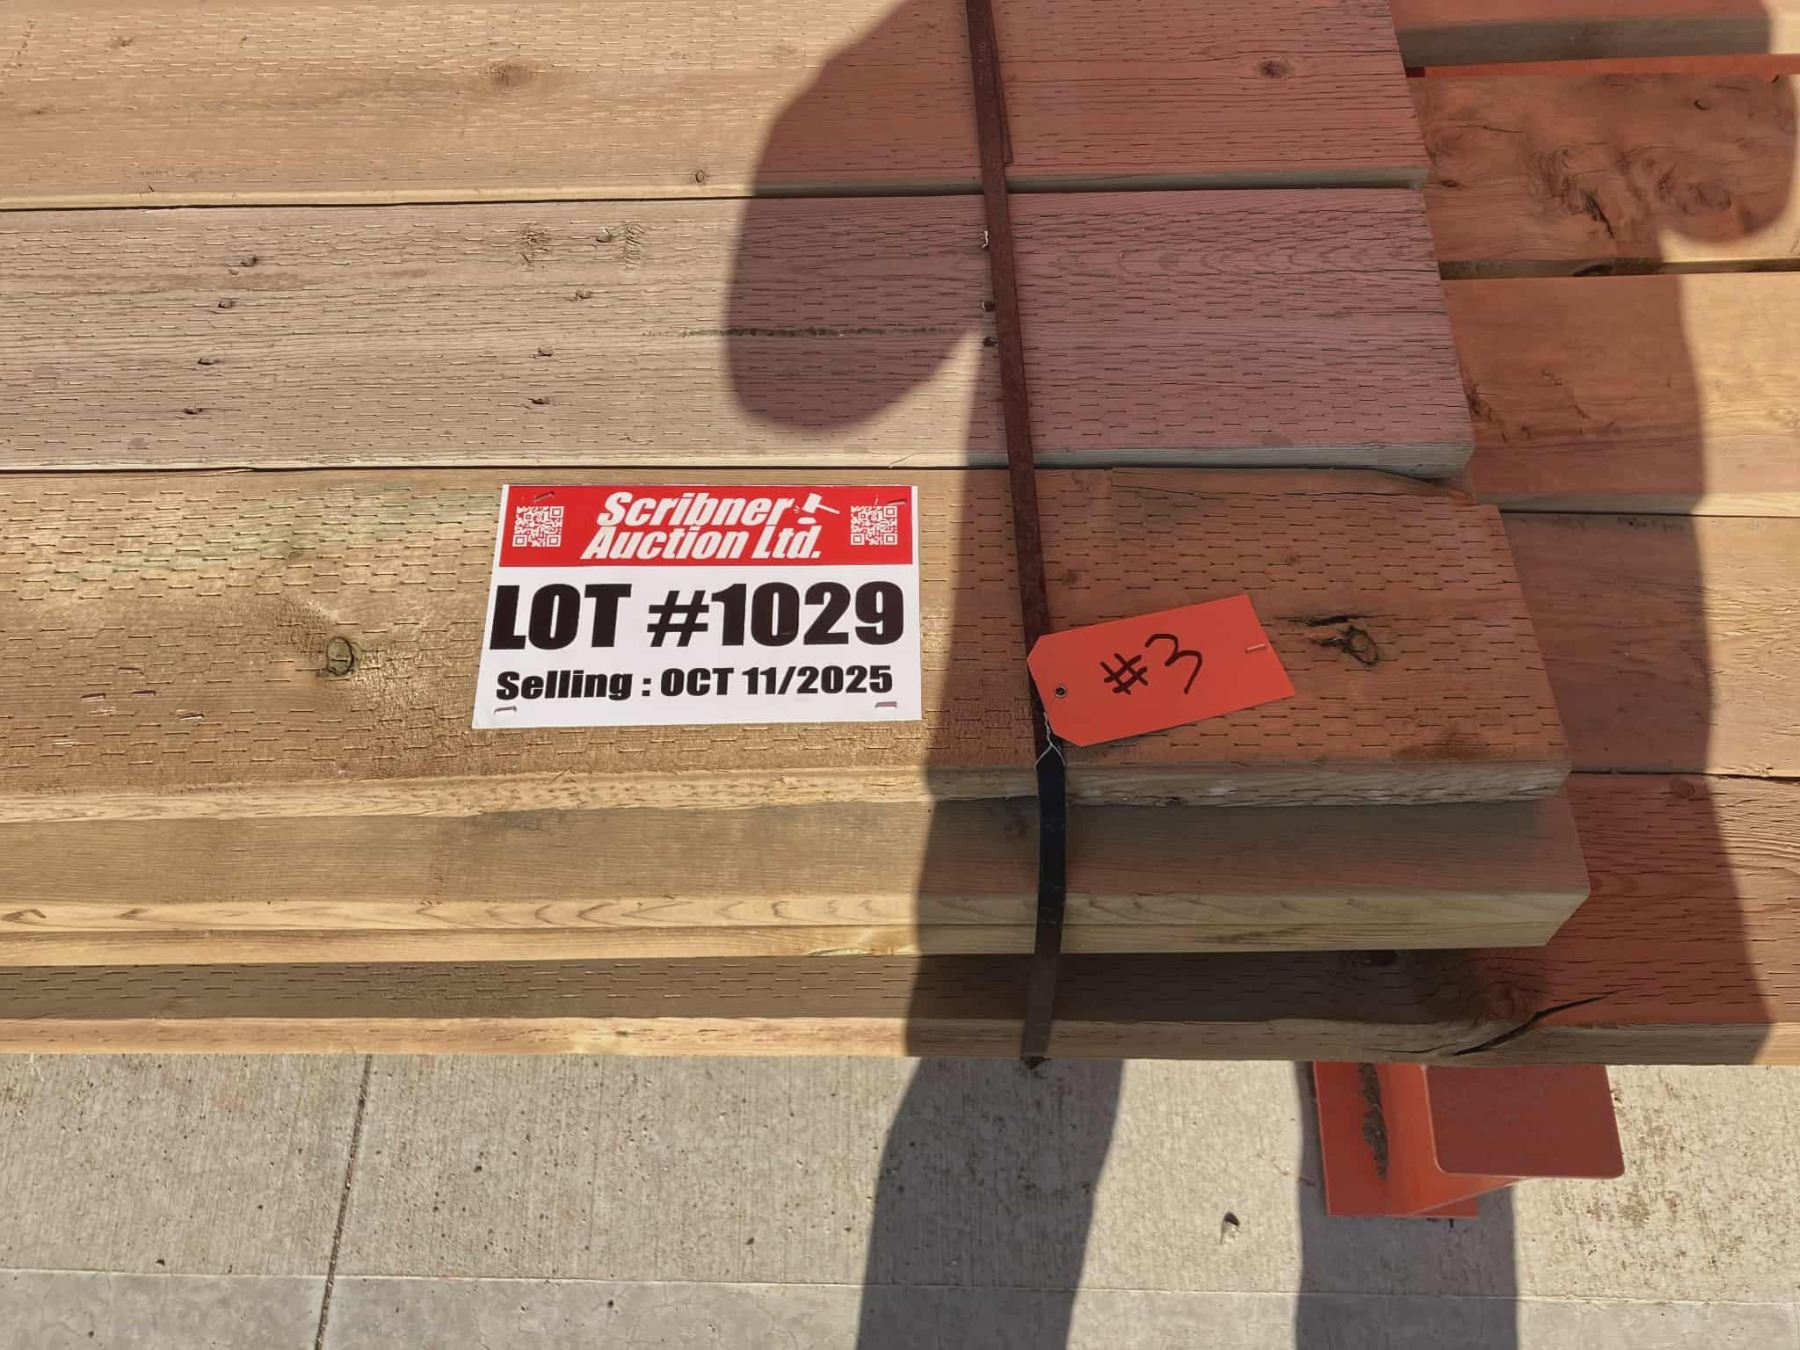 Scribner
Auction Ltd.
LOT #1029
Selling : OCT 11/2025
#3